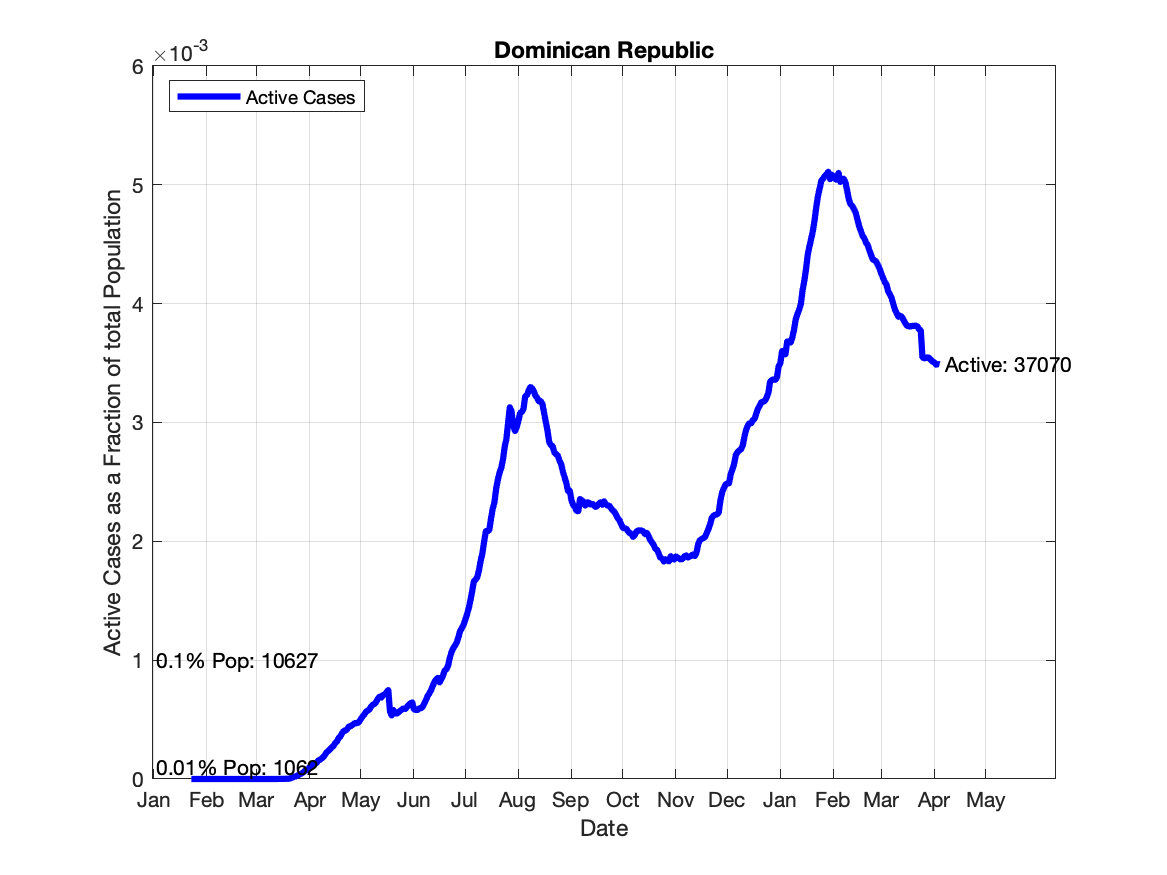 Dominican Republic
×10-3
Active Cases
6
5
4
3
2
1
0
Active Cases as a Fraction of total Population
Active: 37070
0.1% Pop: 10627
0.01% Pop: 1062
Jan Feb Mar Apr May Jun Jul Aug Sep Oct Nov Dec Jan Feb Mar Apr May
Date